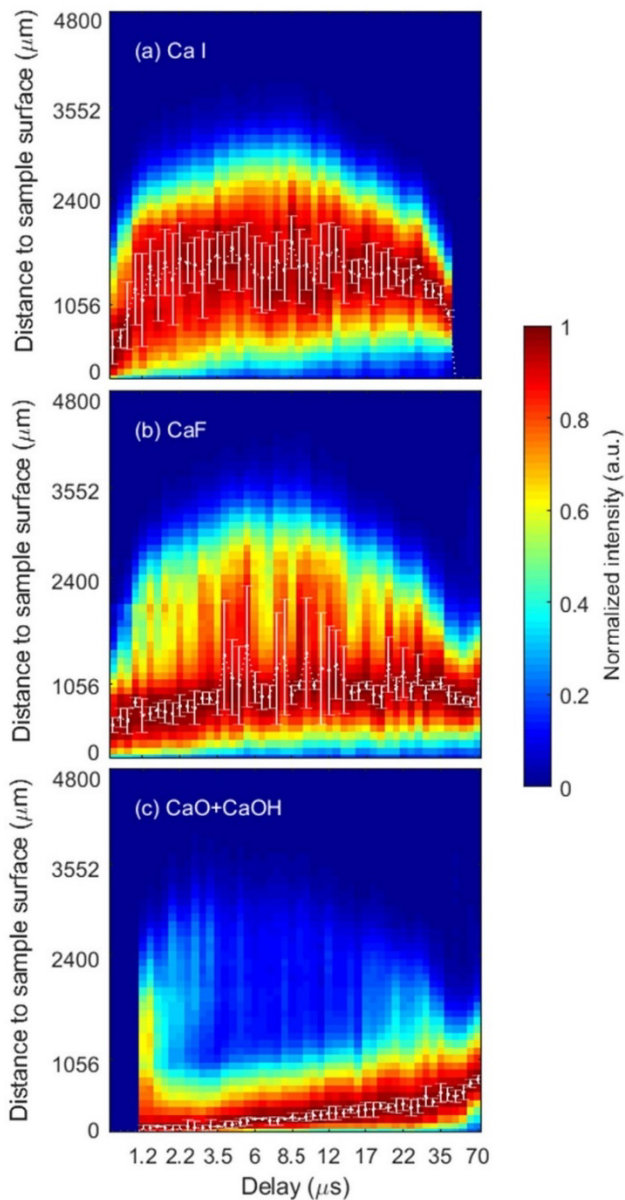 4800
(a) Ca I
3552
2400
1056
0
Distance to sample surface (μm)
4800
(b) CaF
3552
2400
1056
0
Distance to sample surface (μm)
4800
(c) CaO+CaOH
3552
2400
1056
0
Distance to sample surface (μm)
1.2 2.2 3.5 6 8.5 12 17 22 35 70
Delay (μs)
1
0.8
0.6
0.4
0.2
0
Normalized intensity (a.u.)